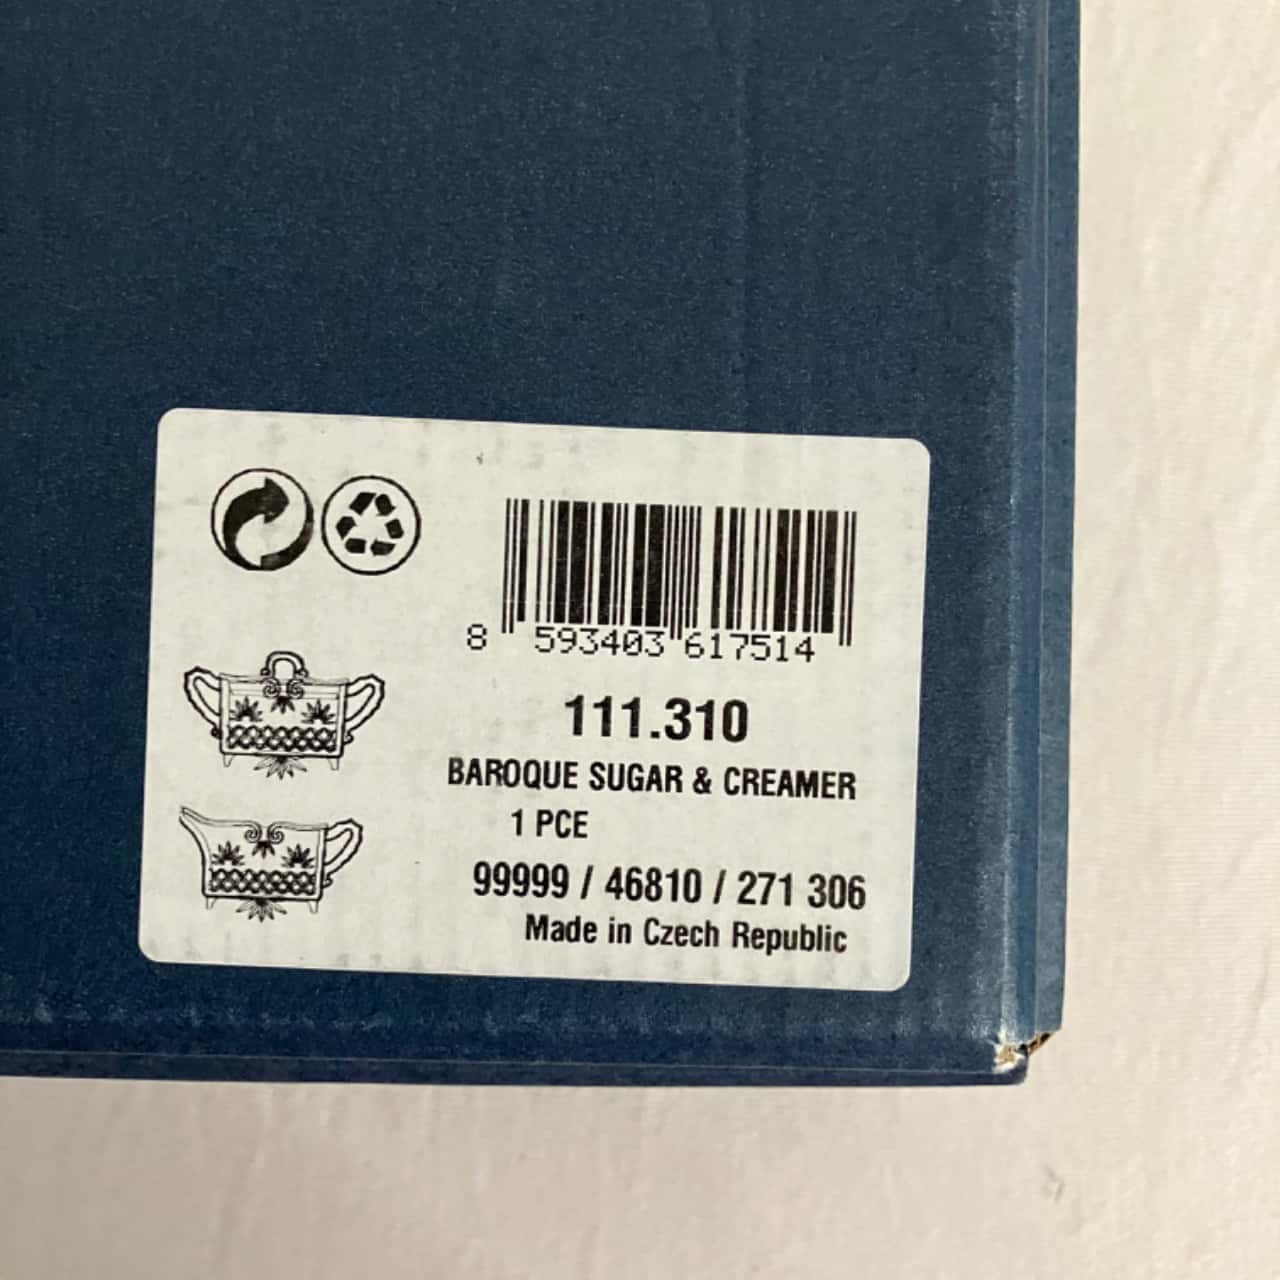 8 593403 617514
111.310
BAROQUE SUGAR & CREAMER
1 PCE
99999 / 46810 / 271 306
Made in Czech Republic